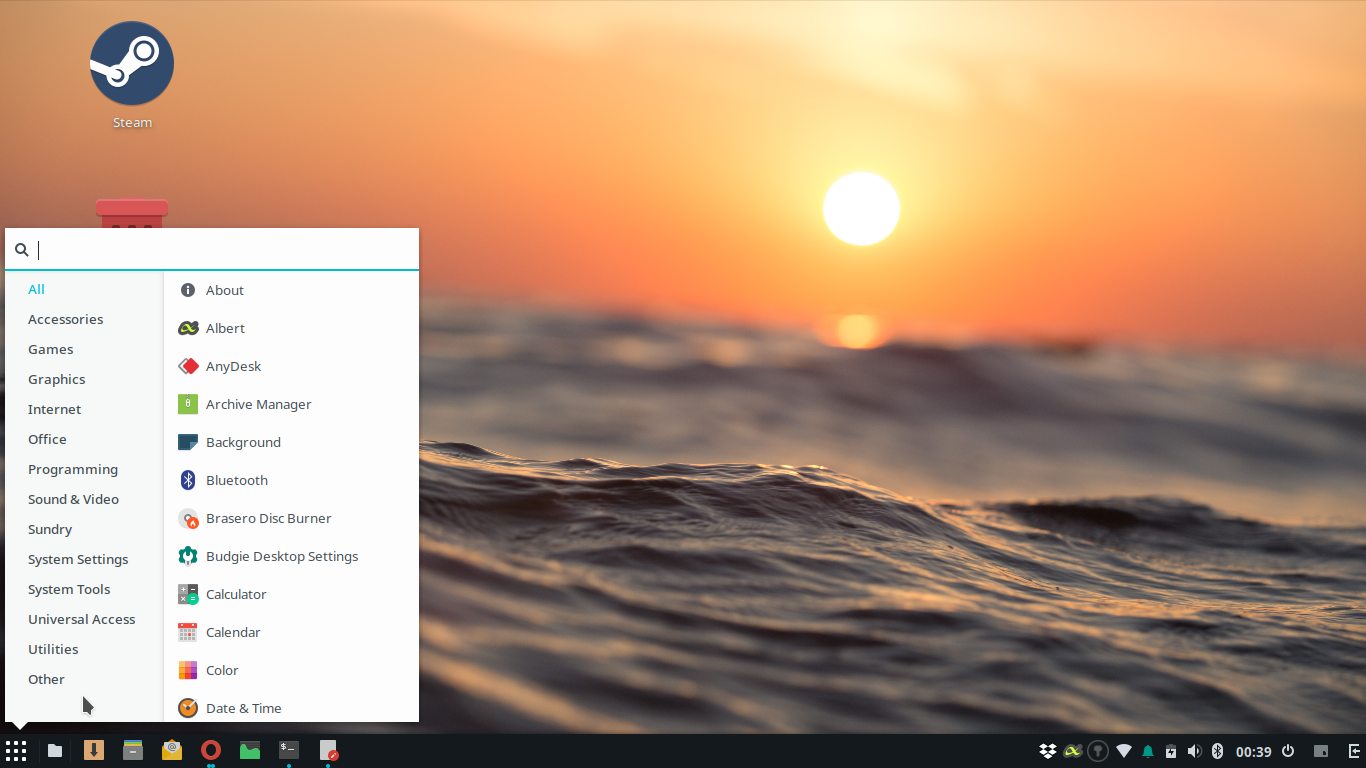 Steam
All
Accessories
Games
Graphics
Internet
Office
Programming
Sound & Video
Sundry
System Settings
System Tools
Universal Access
Utilities
Other
About
Albert
AnyDesk
Archive Manager
Background
Bluetooth
Brasero Disc Burner
Budgie Desktop Settings
Calculator
Calendar
Color
Date & Time
00:39